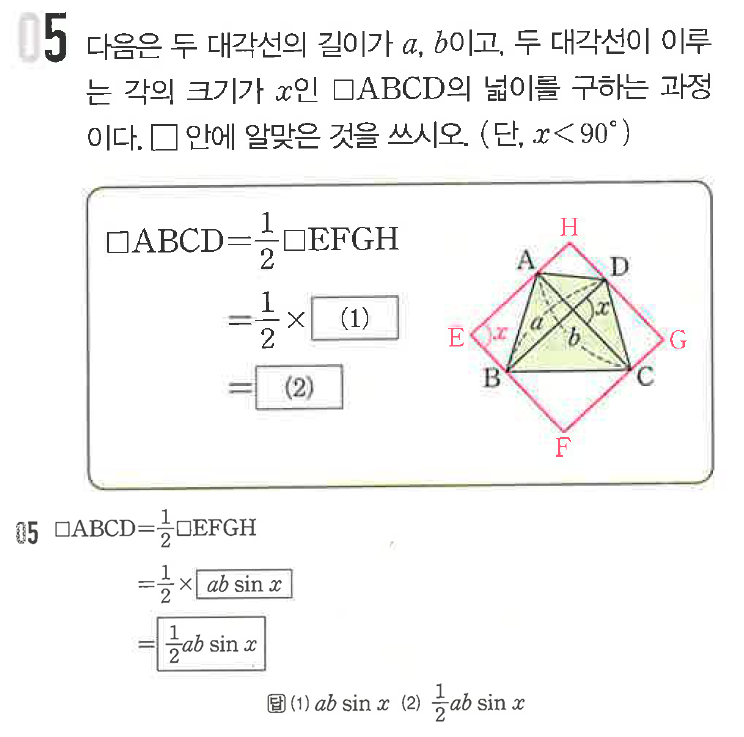 05 다음은 두 대각선의 길이가 a, b이고, 두 대각선이 이루
는 각의 크기가 x인 □ABCD의 넓이를 구하는 과정
이다. □ 안에 알맞은 것을 쓰시오. (단, x<90°)
□ABCD=1/2□EFGH
=1/2× (1)
= (2)
H
A
D
x
E
x
a
b
G
B
C
F
05 □ABCD=1/2□EFGH
=1/2× ab sin x
= 1/2 ab sin x
답 (1) ab sin x (2) 1/2 ab sin x